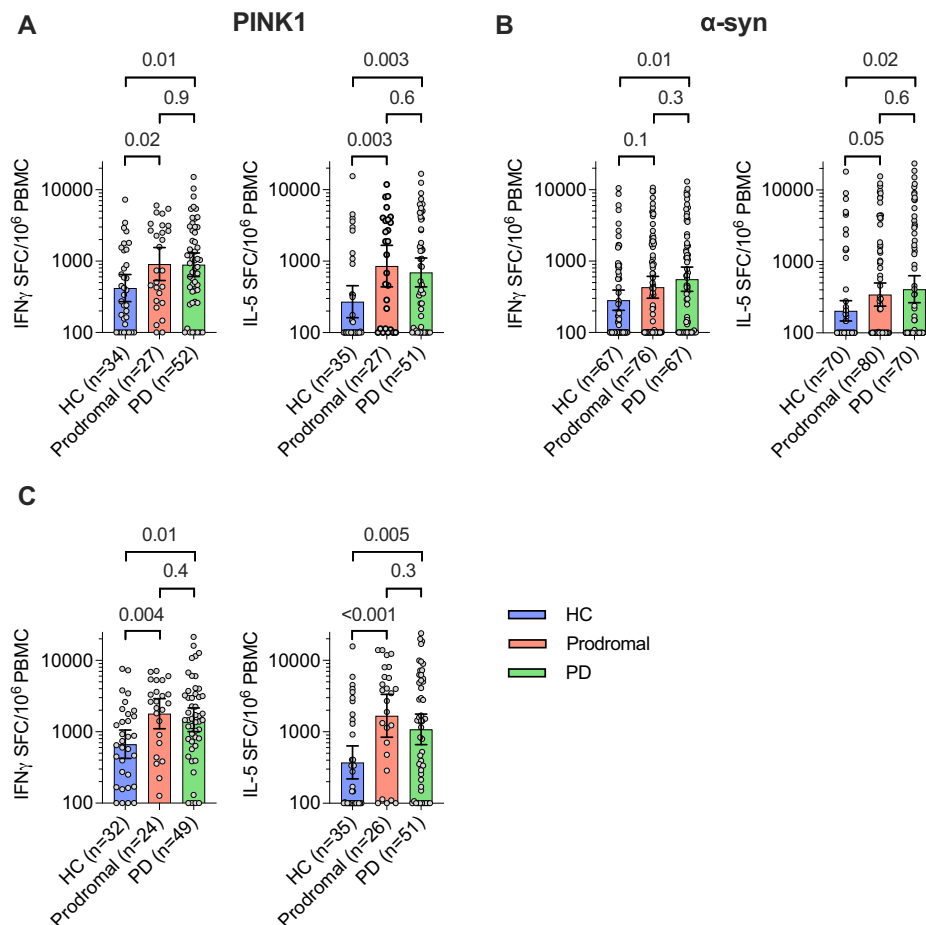 A
PINK1
0.01
0.9
0.02
IFNγ SFC/10⁶ PBMC
10000
1000
100
HC (n=34)
Prodromal (n=27)
PD (n=52)
0.003
0.6
0.003
IL-5 SFC/10⁶ PBMC
10000
1000
100
HC (n=35)
Prodromal (n=27)
PD (n=51)
B
α-syn
0.01
0.3
0.1
IFNγ SFC/10⁶ PBMC
10000
1000
100
HC (n=67)
Prodromal (n=76)
PD (n=67)
0.02
0.6
0.05
IL-5 SFC/10⁶ PBMC
10000
1000
100
HC (n=70)
Prodromal (n=80)
PD (n=70)
C
0.01
0.4
0.004
IFNγ SFC/10⁶ PBMC
10000
1000
100
HC (n=32)
Prodromal (n=24)
PD (n=49)
0.005
0.3
<0.001
IL-5 SFC/10⁶ PBMC
10000
1000
100
HC (n=35)
Prodromal (n=26)
PD (n=51)
HC
Prodromal
PD